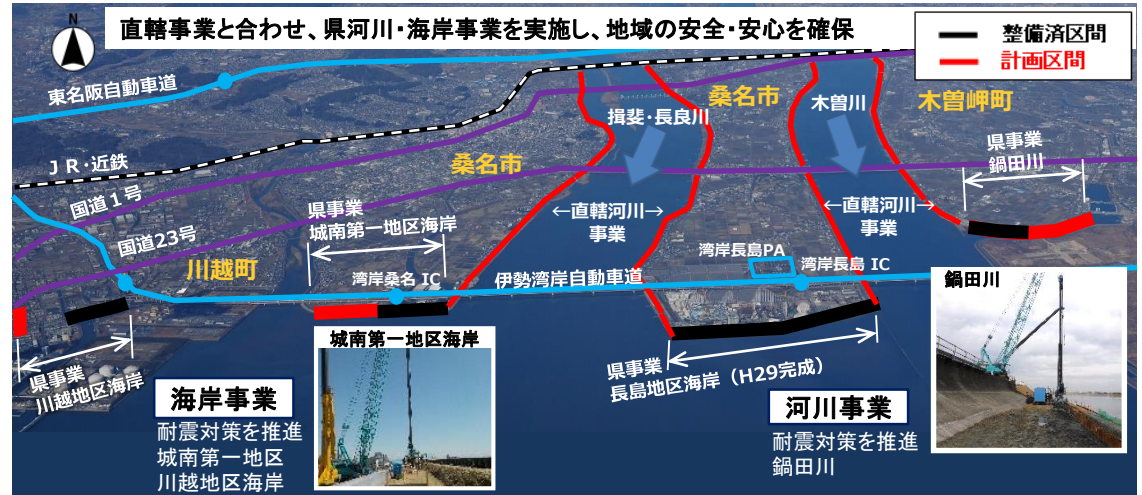 直轄事業と合わせ、県河川・海岸事業を実施し、地域の安全・安心を確保
N
整備済区間
計画区間
東名阪自動車道
桑名市
木曽川
木曽岬町
揖斐・長良川
県事業
鍋田川
JR・近鉄
桑名市
国道1号
県事業
城南第一地区海岸
←直轄河川→
事業
←直轄河川→
事業
国道23号
川越町
湾岸桑名 IC
伊勢湾岸自動車道
湾岸長島PA
湾岸長島 IC
鍋田川
城南第一地区海岸
県事業
川越地区海岸
県事業
長島地区海岸（H29完成）
海岸事業
耐震対策を推進
城南第一地区
川越地区海岸
河川事業
耐震対策を推進
鍋田川